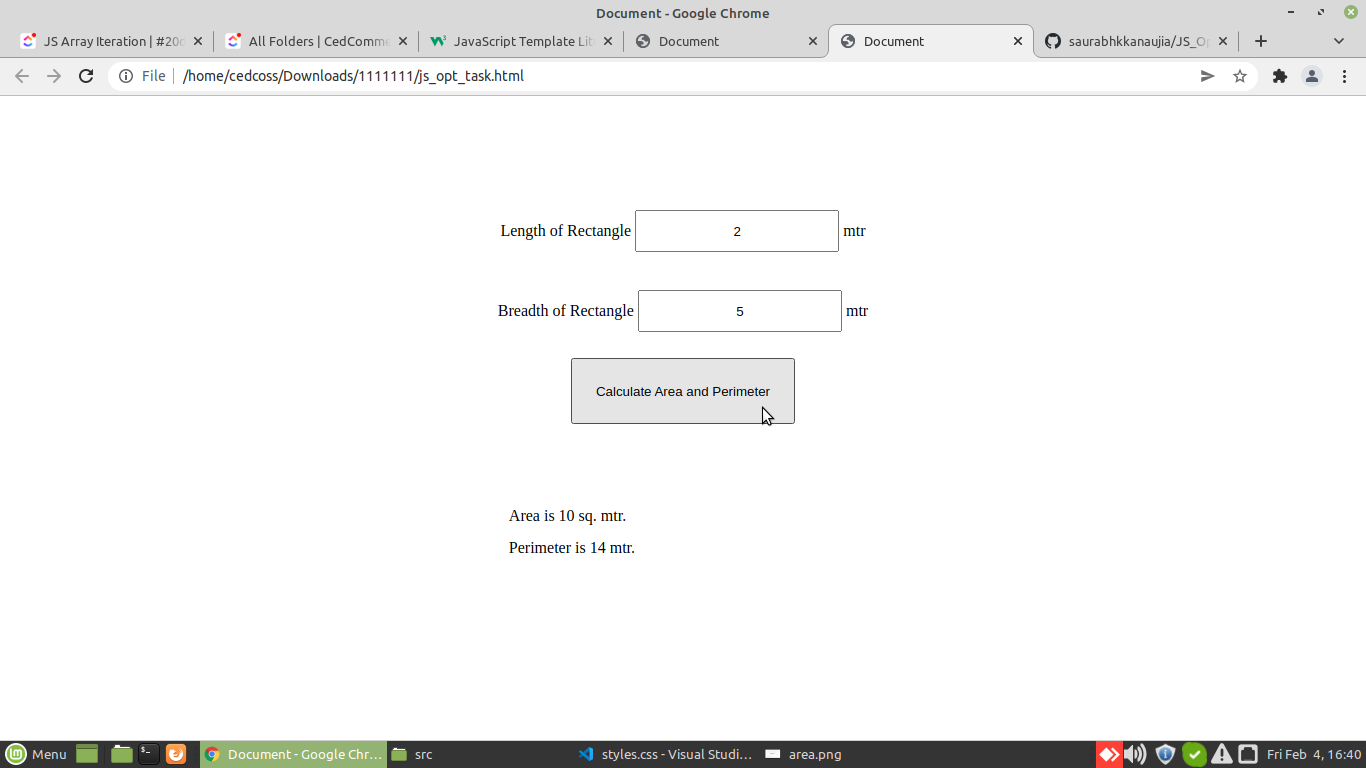 Document - Google Chrome
JS Array Iteration | #20d
All Folders | CedComme
JavaScript Template Lit
Document
Document
saurabhkkanaujia/JS_Op
File
/home/cedcoss/Downloads/1111111/js_opt_task.html
Length of Rectangle 2 mtr
Breadth of Rectangle 5 mtr
Calculate Area and Perimeter
Area is 10 sq. mtr.
Perimeter is 14 mtr.
Menu
Document - Google Chr...
src
styles.css - Visual Studi...
area.png
Fri Feb 4, 16:40